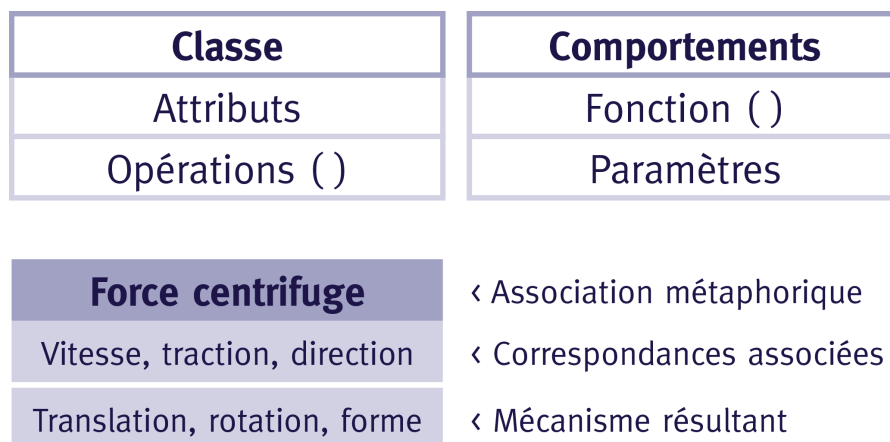 Classe
Attributs
Opérations ( )
Comportements
Fonction ( )
Paramètres
Force centrifuge
‹ Association métaphorique
Vitesse, traction, direction
‹ Correspondances associées
Translation, rotation, forme
‹ Mécanisme résultant